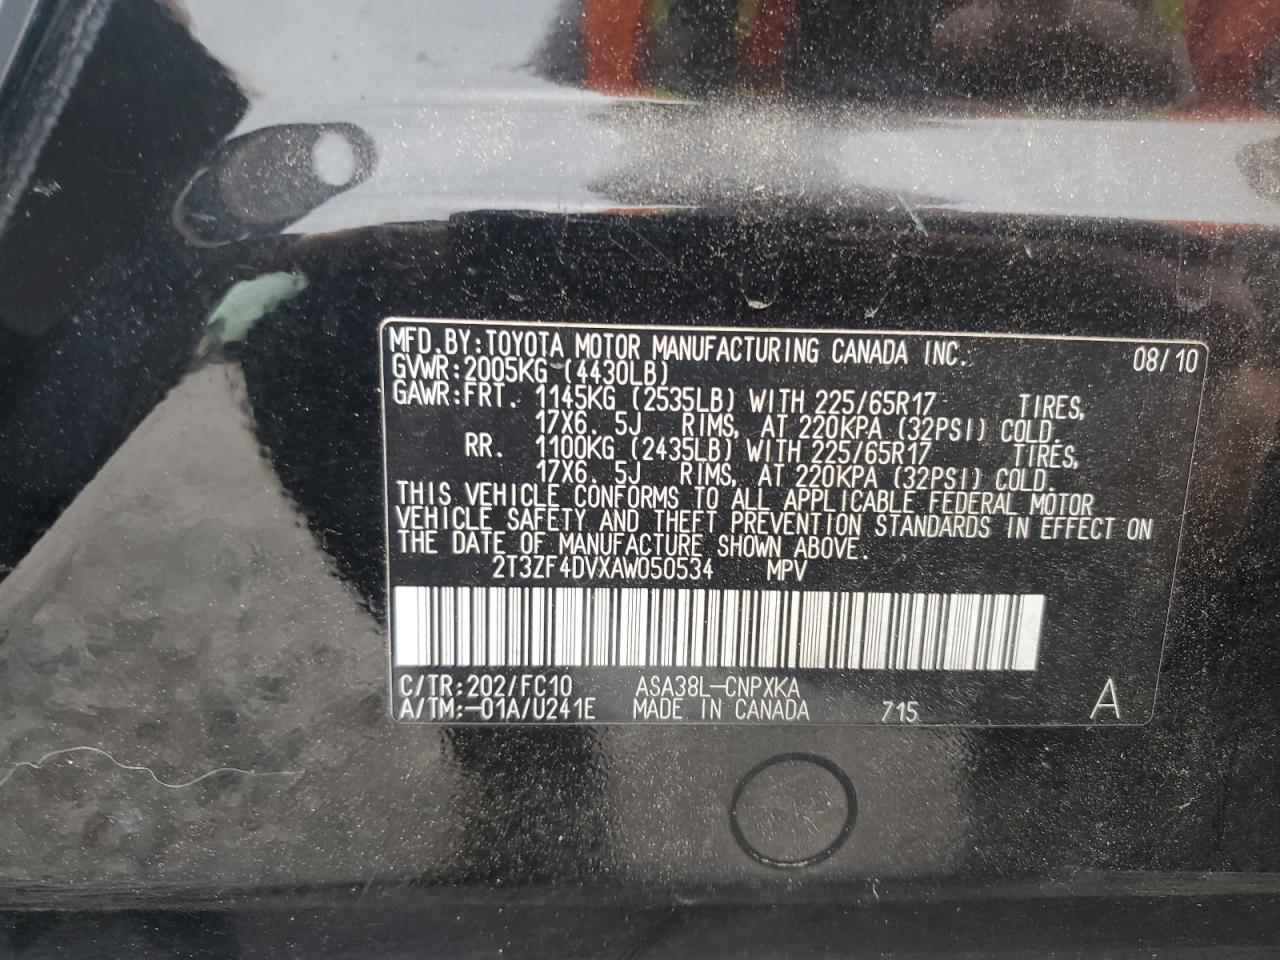 MFD. BY: TOYOTA MOTOR MANUFACTURING CANADA INC. 08/10
GVWR: 2005KG (4430LB)
GAWR: FRT. 1145KG (2535LB) WITH 225/65R17 TIRES,
17X6. 5J RIMS, AT 220KPA (32PSI) COLD.
RR. 1100KG (2435LB) WITH 225/65R17 TIRES,
17X6. 5J RIMS, AT 220KPA (32PSI) COLD.
THIS VEHICLE CONFORMS TO ALL APPLICABLE FEDERAL MOTOR
VEHICLE SAFETY AND THEFT PREVENTION STANDARDS IN EFFECT ON
THE DATE OF MANUFACTURE SHOWN ABOVE.
2T3ZF4DVXAW050534 MPV
C/TR: 202/FC10 ASA38L-CNPXKA
A/TM: -01A/U241E MADE IN CANADA 715 A